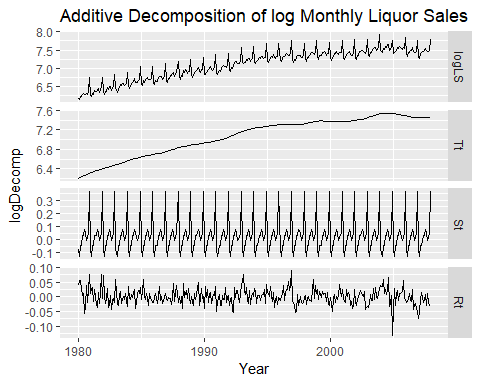 Additive Decomposition of log Monthly Liquor Sales
logDecomp
8.0
7.5
7.0
6.5
logLS
7.6
7.2
6.8
6.4
Tt
0.3
0.2
0.1
0.0
-0.1
St
0.10
0.05
0.00
-0.05
-0.10
Rt
1980 1990 2000
Year